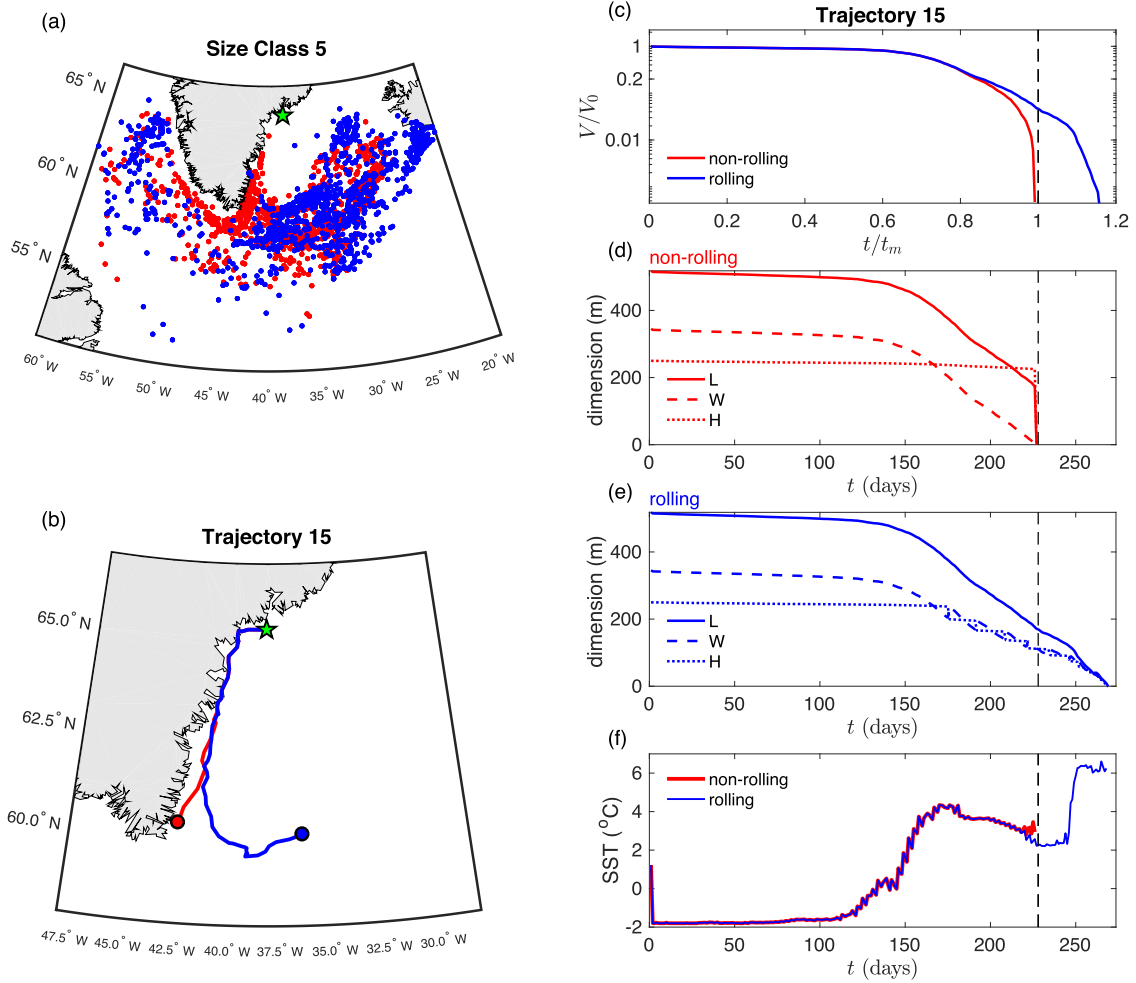 (a)
Size Class 5
65° N
60° N
55° N
60° W
55° W
50° W
45° W
40° W
35° W
30° W
25° W
20° W
(b)
Trajectory 15
65.0° N
62.5° N
60.0° N
47.5° W
45.0° W
42.5° W
40.0° W
37.5° W
35.0° W
32.5° W
30.0° W
(c)
Trajectory 15
1
0.2
0.01
V/V₀
non-rolling
rolling
0
0.2
0.4
0.6
0.8
1
1.2
t/tₘ
(d)
non-rolling
400
200
0
dimension (m)
L
W
H
0
50
100
150
200
250
t (days)
(e)
rolling
400
200
0
dimension (m)
L
W
H
0
50
100
150
200
250
t (days)
(f)
6
4
2
0
-2
SST (°C)
non-rolling
rolling
0
50
100
150
200
250
t (days)